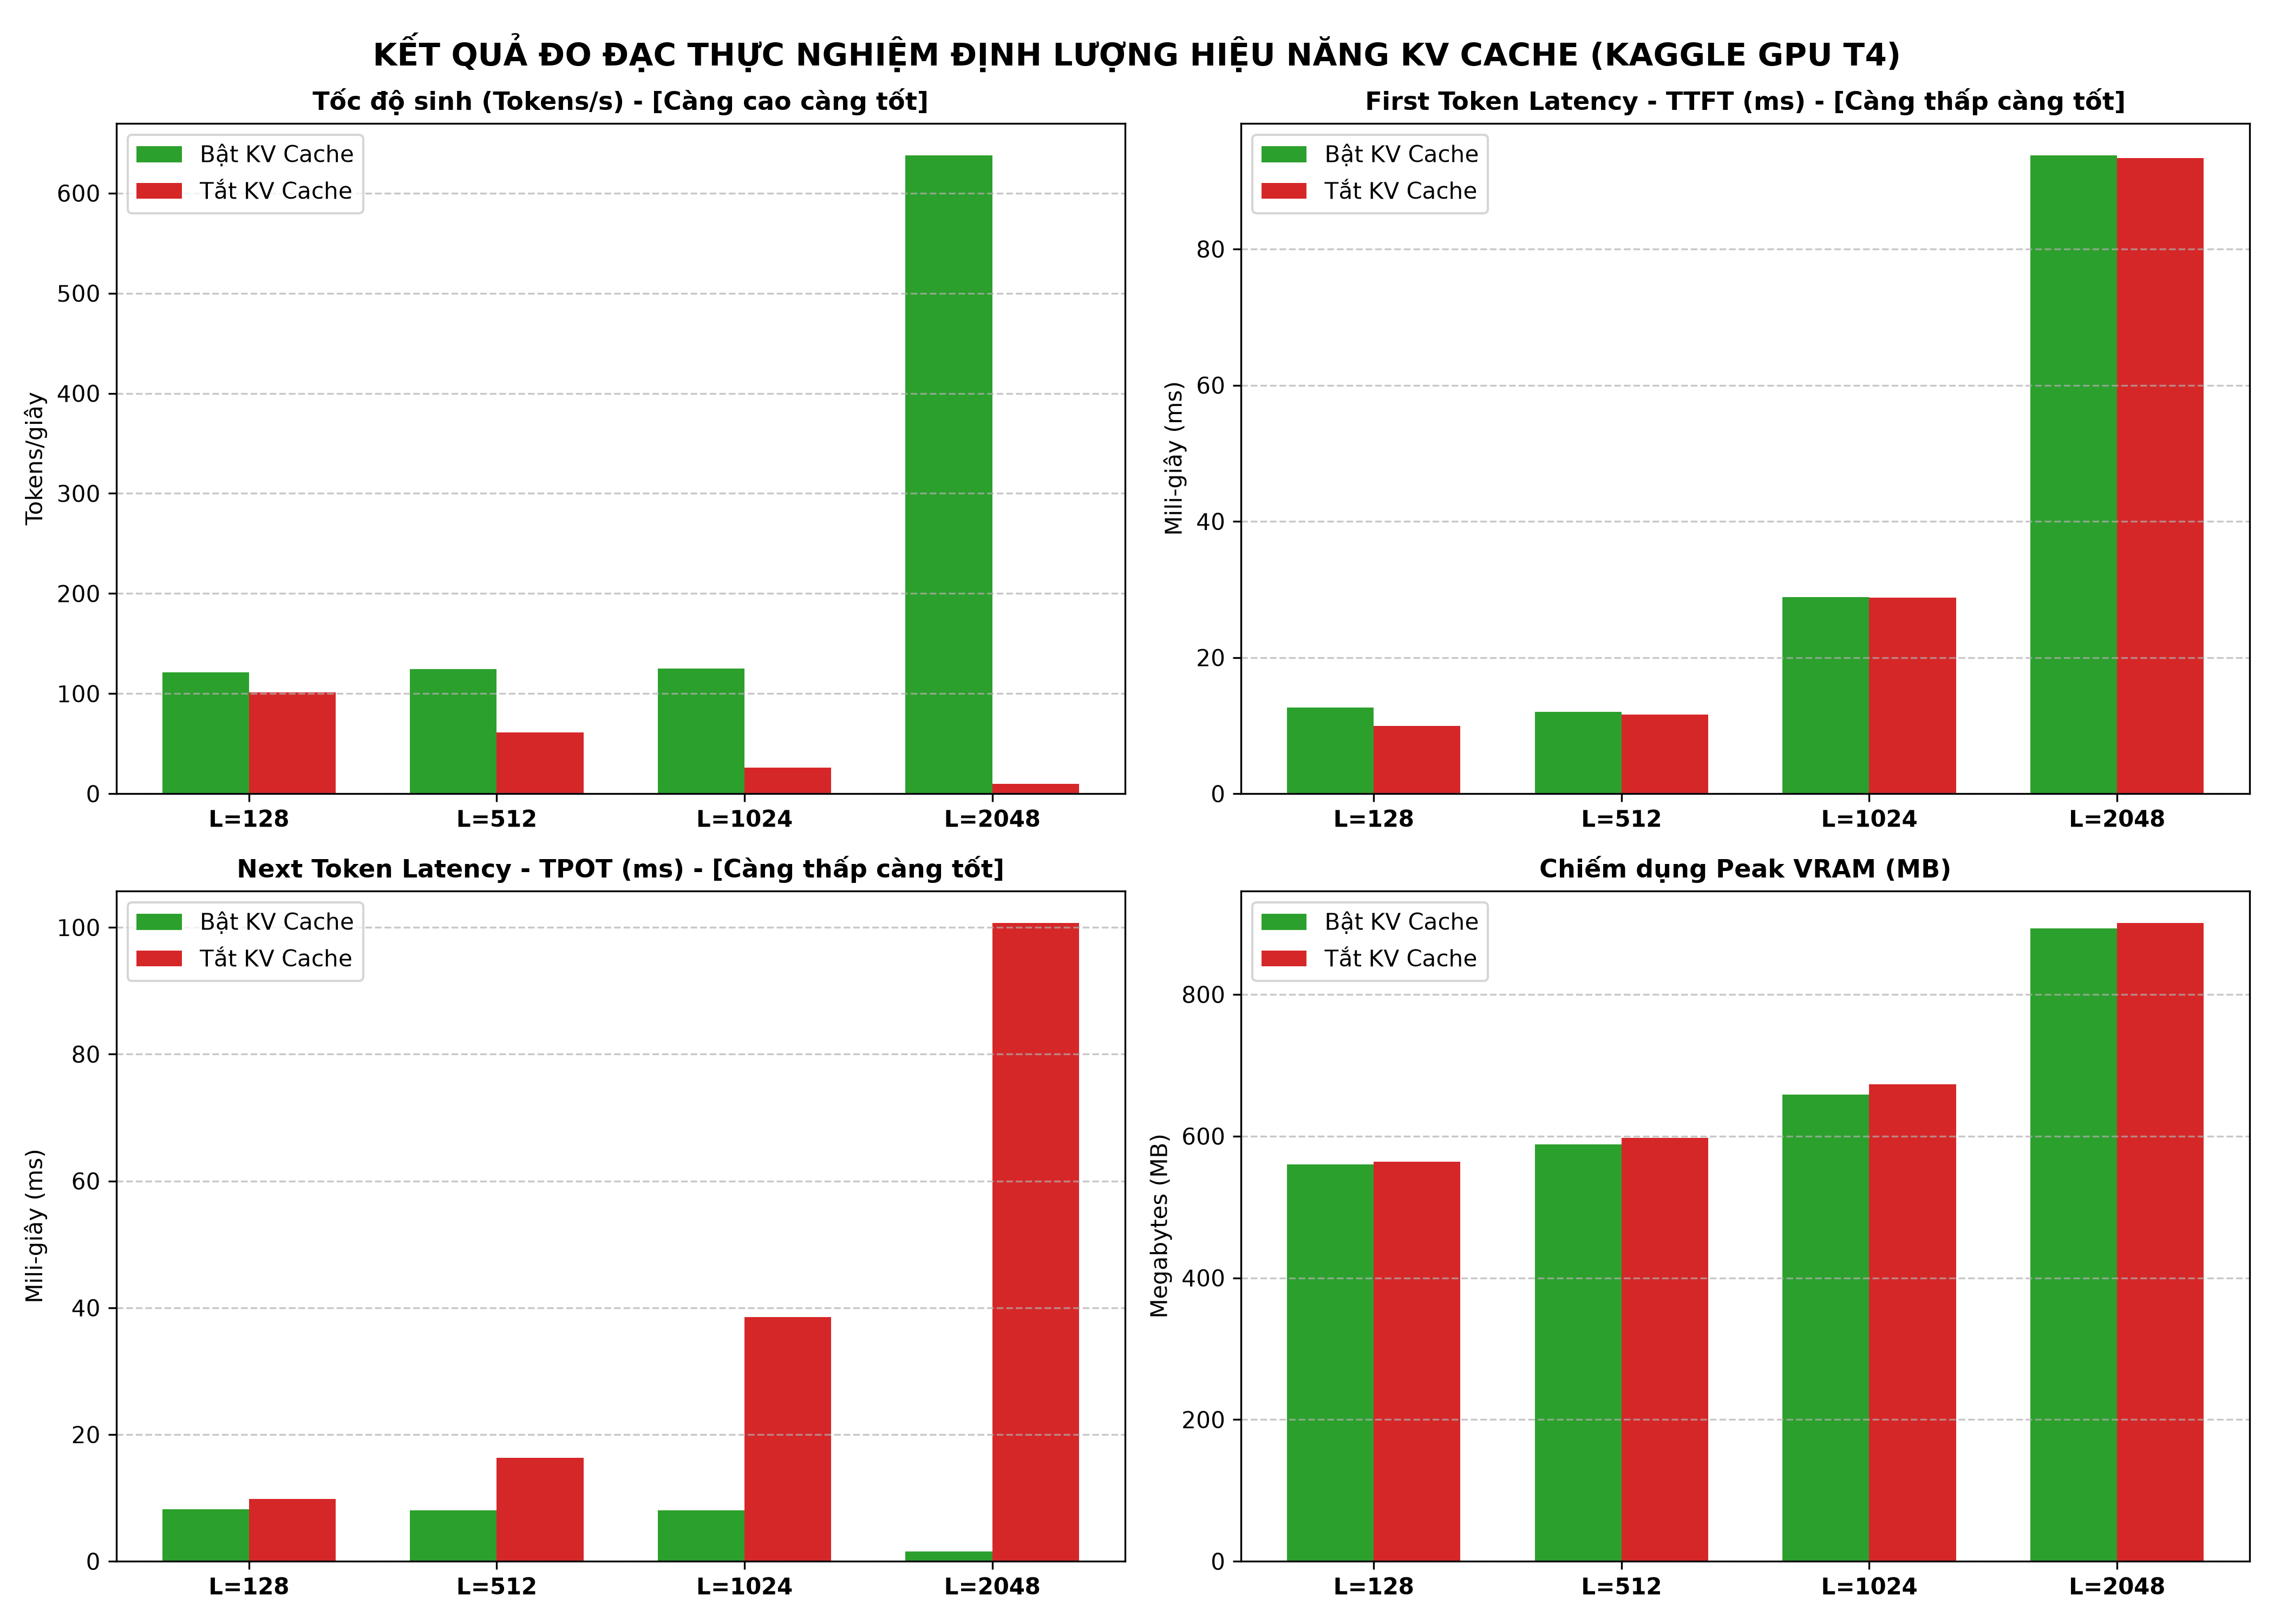 KẾT QUẢ ĐO ĐẠC THỰC NGHIỆM ĐỊNH LƯỢNG HIỆU NĂNG KV CACHE (KAGGLE GPU T4)
Tốc độ sinh (Tokens/s) - [Càng cao càng tốt]
Bật KV Cache
Tắt KV Cache
Tokens/giây
600
500
400
300
200
100
0
L=128
L=512
L=1024
L=2048
First Token Latency - TTFT (ms) - [Càng thấp càng tốt]
Bật KV Cache
Tắt KV Cache
Mili-giây (ms)
80
60
40
20
0
L=128
L=512
L=1024
L=2048
Next Token Latency - TPOT (ms) - [Càng thấp càng tốt]
Bật KV Cache
Tắt KV Cache
Mili-giây (ms)
100
80
60
40
20
0
L=128
L=512
L=1024
L=2048
Chiếm dụng Peak VRAM (MB)
Bật KV Cache
Tắt KV Cache
Megabytes (MB)
800
600
400
200
0
L=128
L=512
L=1024
L=2048